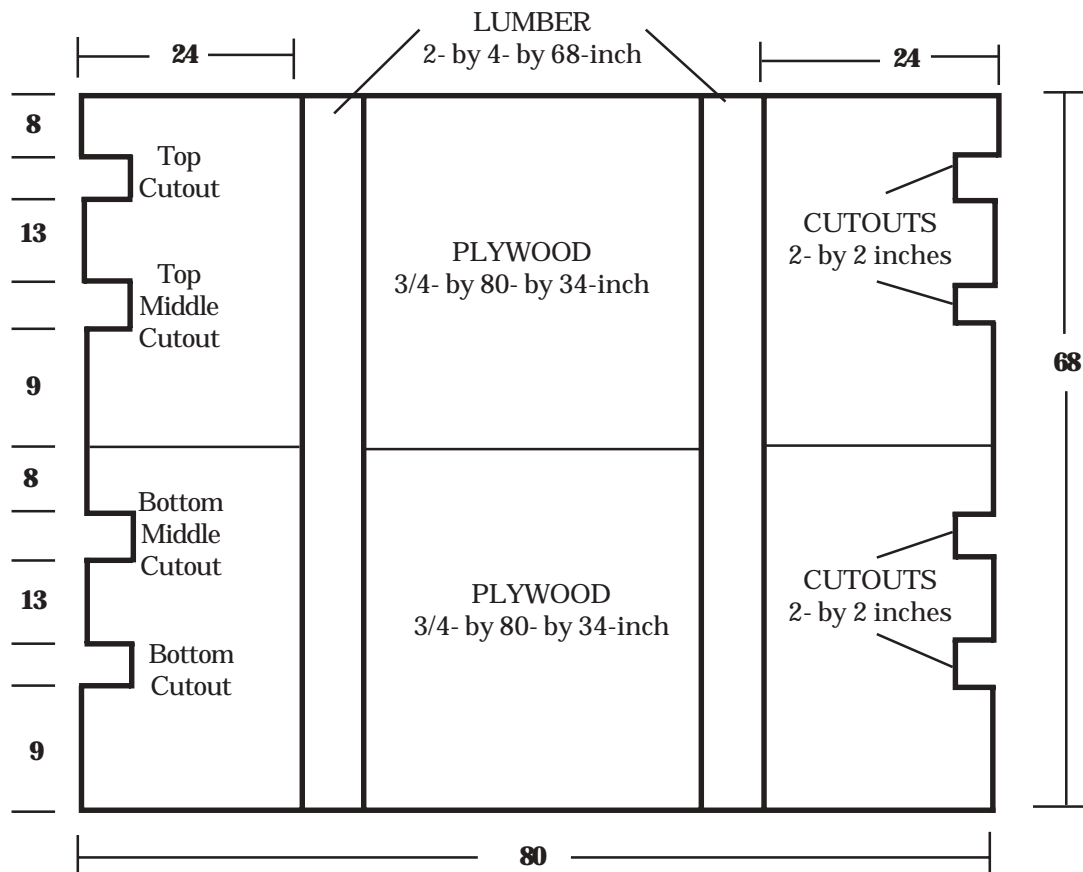 LUMBER
2- by 4- by 68-inch
24
24
8
Top
Cutout
13
CUTOUTS
2- by 2 inches
PLYWOOD
3/4- by 80- by 34-inch
Top
Middle
Cutout
68
9
8
Bottom
Middle
Cutout
13
PLYWOOD
3/4- by 80- by 34-inch
CUTOUTS
2- by 2 inches
Bottom
Cutout
9
80